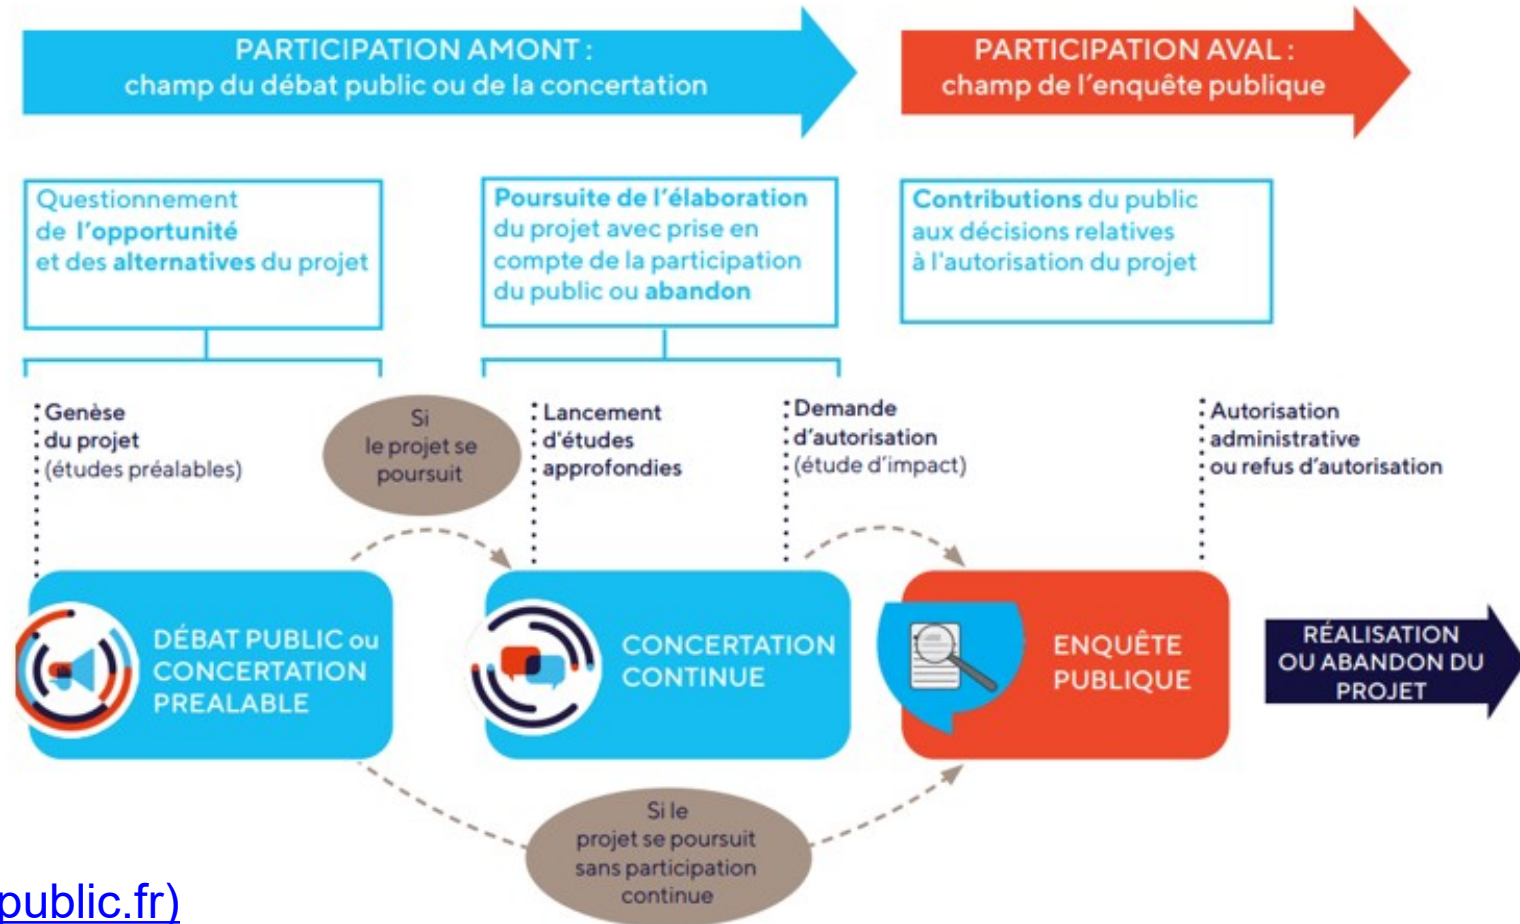 PARTICIPATION AMONT :
champ du débat public ou de la concertation
PARTICIPATION AVAL :
champ de l'enquête publique
Questionnement
de l'opportunité
et des alternatives du projet
Poursuite de l'élaboration
du projet avec prise en
compte de la participation
du public ou abandon
Contributions du public
aux décisions relatives
à l'autorisation du projet
Genèse
du projet
(études préalables)
Si
le projet se
poursuit
Lancement
d'études
approfondies
Demande
d'autorisation
(étude d'impact)
Autorisation
administrative
ou refus d'autorisation
DÉBAT PUBLIC ou
CONCERTATION
PREALABLE
CONCERTATION
CONTINUE
ENQUÊTE
PUBLIQUE
RÉALISATION
OU ABANDON DU
PROJET
Si le
projet se poursuit
sans participation
continue
public.fr)